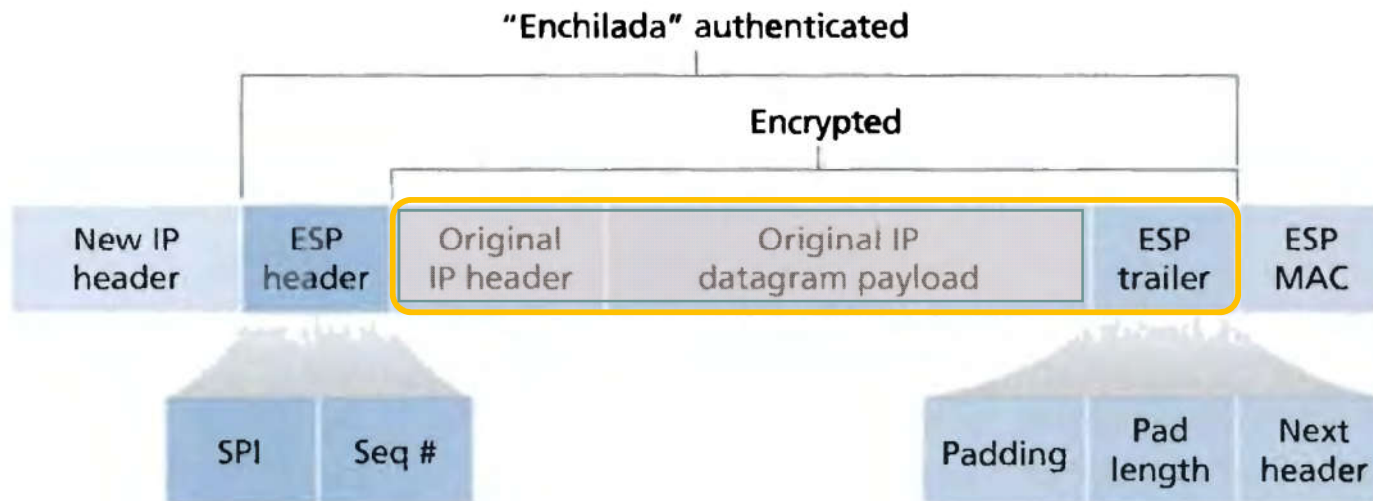 “Enchilada” authenticated
Encrypted
New IP
header
ESP
header
Original
IP header
Original IP
datagram payload
ESP
trailer
ESP
MAC
SPI
Seq #
Padding
Pad
length
Next
header